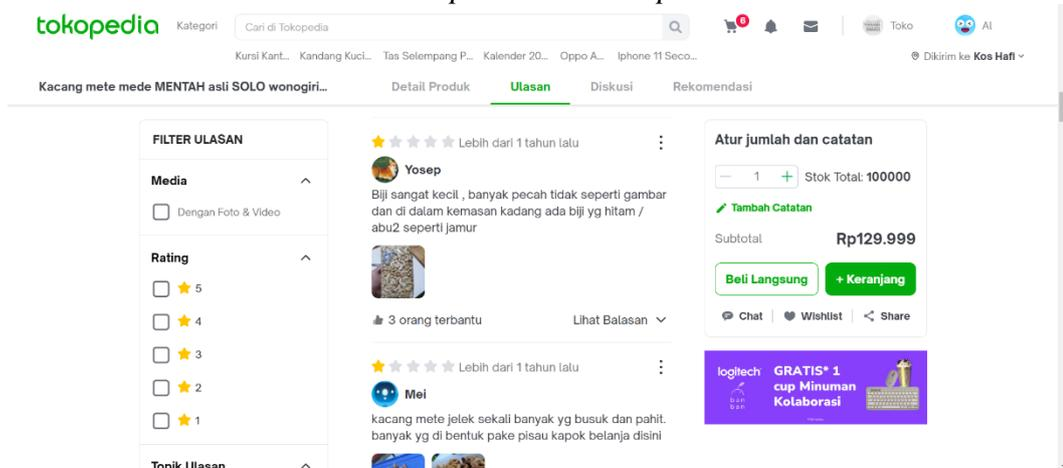 tokopedia
Kategori
Cari di Tokopedia
6
Toko
Al
Kursi Kant... Kandang Kuci... Tas Selempang P... Kalender 20... Oppo A... Iphone 11 Seco...
Dikirim ke Kos Hafi
Kacang mete mede MENTAH asli SOLO wonogiri...
Detail Produk Ulasan Diskusi Rekomendasi
FILTER ULASAN
Media
Dengan Foto & Video
Rating
5
4
3
2
1
Topik Ulasan
Lebih dari 1 tahun lalu
Yosep
Biji sangat kecil , banyak pecah tidak seperti gambar
dan di dalam kemasan kadang ada biji yg hitam /
abu2 seperti jamur
3 orang terbantu
Lihat Balasan
Lebih dari 1 tahun lalu
Mei
kacang mete jelek sekali banyak yg busuk dan pahit.
banyak yg di bentuk pake pisau kapok belanja disini
Atur jumlah dan catatan
1
Stok Total: 100000
Tambah Catatan
Subtotal
Rp129.999
Beli Langsung
+ Keranjang
Chat
Wishlist
Share
logitech
ban
ban
GRATIS* 1
cup Minuman
Kolaborasi